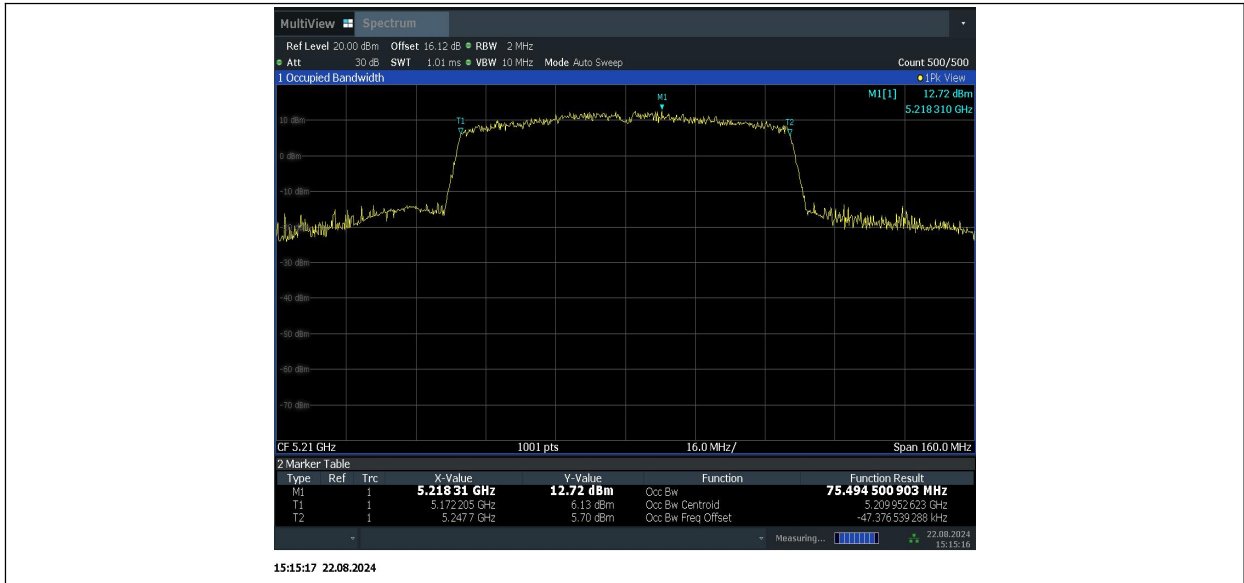 MultiView Spectrum
Ref Level 20.00 dBm Offset 16.12 dB RBW 2 MHz
Att 30 dB SWT 1.01 ms VBW 10 MHz Mode Auto Sweep Count 500/500
1 Occupied Bandwidth 1Pk View
M1[1] 12.72 dBm
5.218 310 GHz
M1
10 dBm
T1
T2
0 dBm
-10 dBm
-20 dBm
-30 dBm
-40 dBm
-50 dBm
-60 dBm
-70 dBm
CF 5.21 GHz 1001 pts 16.0 MHz/ Span 160.0 MHz
2 Marker Table
Type Ref Trc X-Value Y-Value Function Function Result
M1 1 5.218 31 GHz 12.72 dBm Occ Bw 75.494 500 903 MHz
T1 1 5.172 205 GHz 6.13 dBm Occ Bw Centroid 5.209 952 623 GHz
T2 1 5.247 7 GHz 5.70 dBm Occ Bw Freq Offset -47.376 539 288 kHz
Measuring... 22.08.2024
15:15:16
15:15:17 22.08.2024